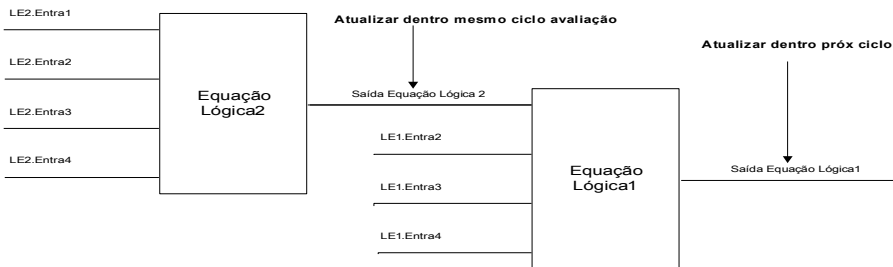 LE2.Entra1
Atualizar dentro mesmo ciclo avaliação
LE2.Entra2
Atualizar dentro próx ciclo
Equação
Lógica2
Saída Equação Lógica 2
LE2.Entra3
LE1.Entra2
LE2.Entra4
Equação
Lógica1
Saída Equação Lógica1
LE1.Entra3
LE1.Entra4